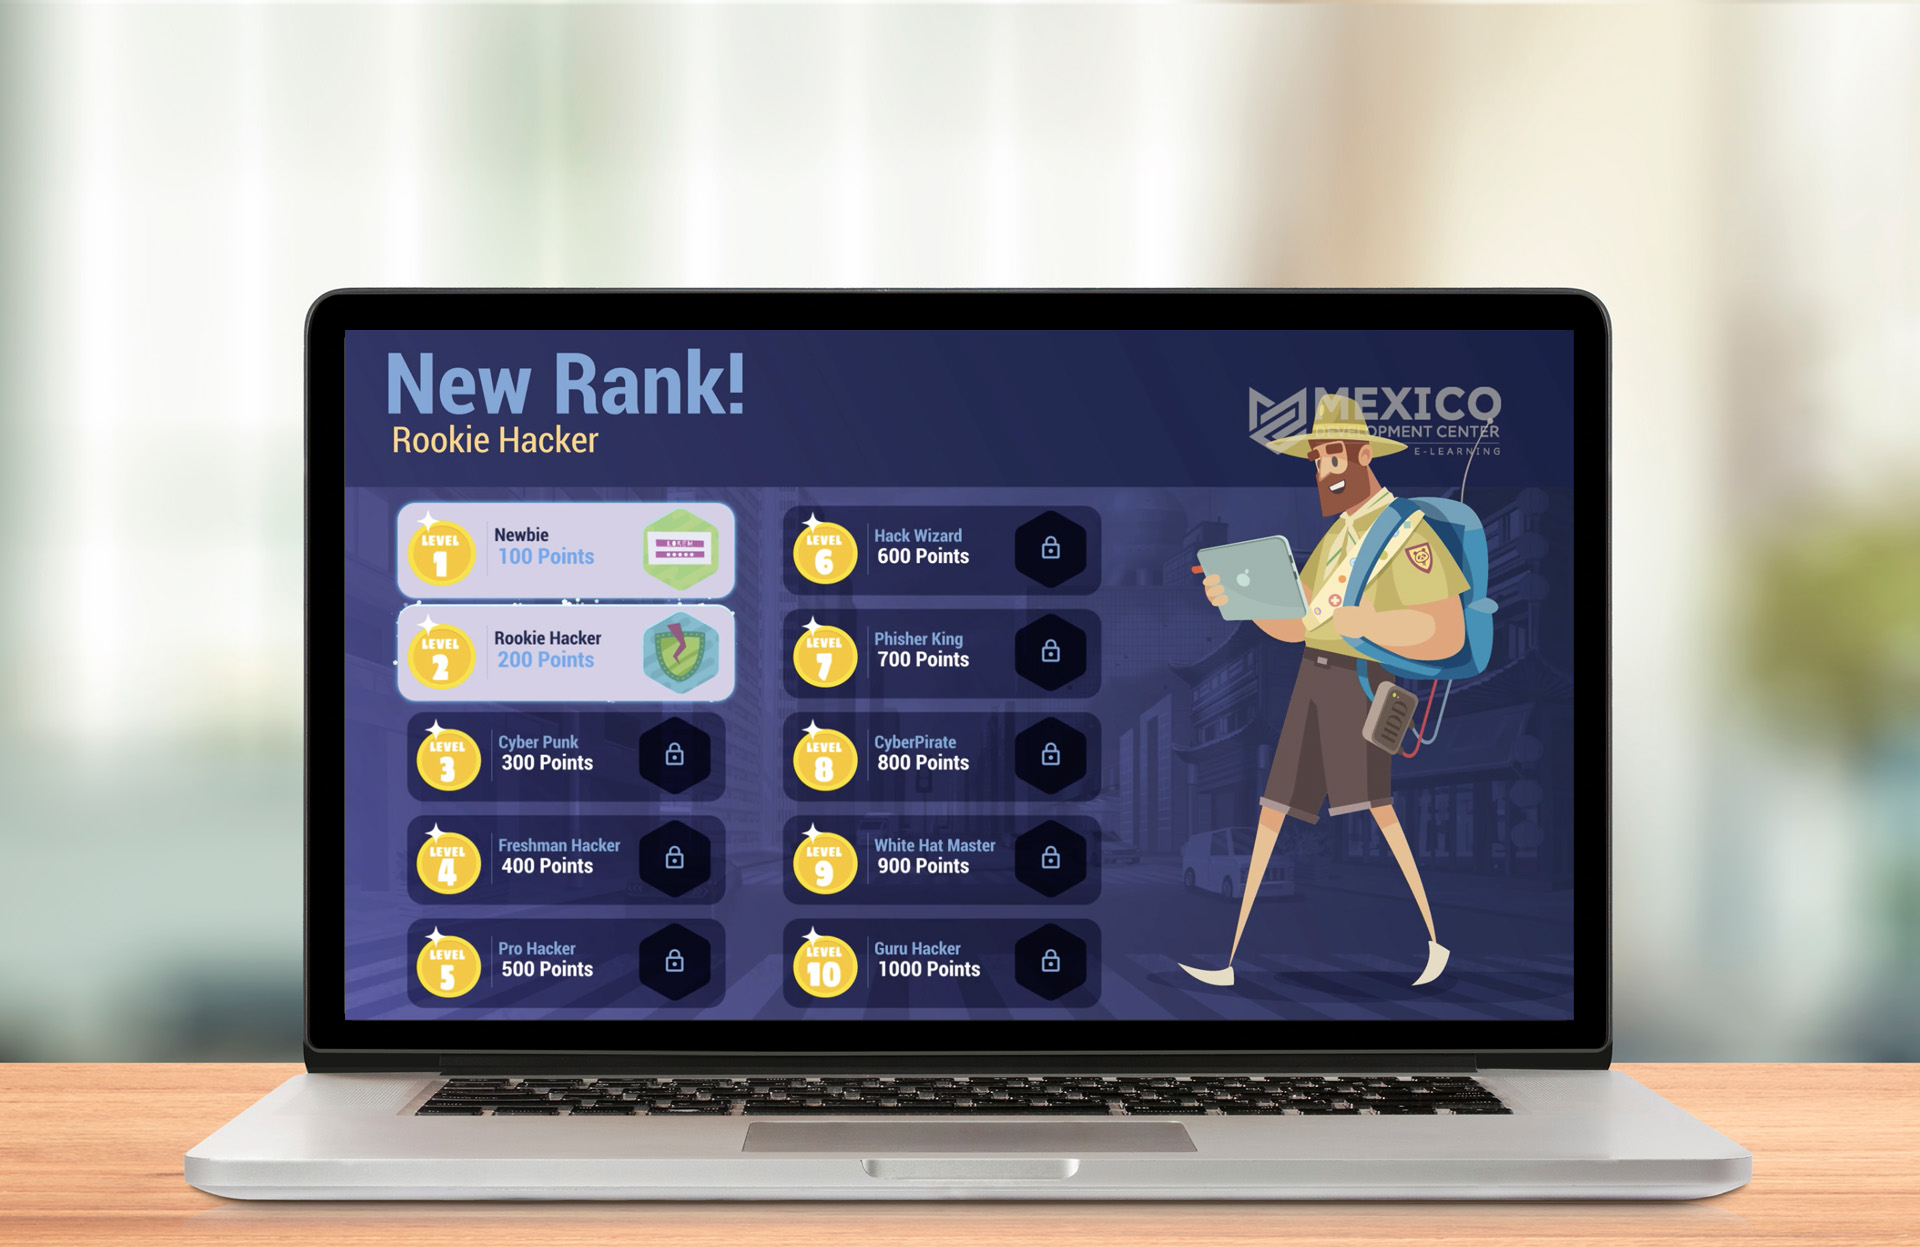 New Rank!
Rookie Hacker
MEXICO
DEVELOPMENT CENTER
E-LEARNING
LEVEL
1
Newbie
100 Points
LEVEL
2
Rookie Hacker
200 Points
LEVEL
3
Cyber Punk
300 Points
LEVEL
4
Freshman Hacker
400 Points
LEVEL
5
Pro Hacker
500 Points
LEVEL
6
Hack Wizard
600 Points
LEVEL
7
Phisher King
700 Points
LEVEL
8
CyberPirate
800 Points
LEVEL
9
White Hat Master
900 Points
LEVEL
10
Guru Hacker
1000 Points
HDD